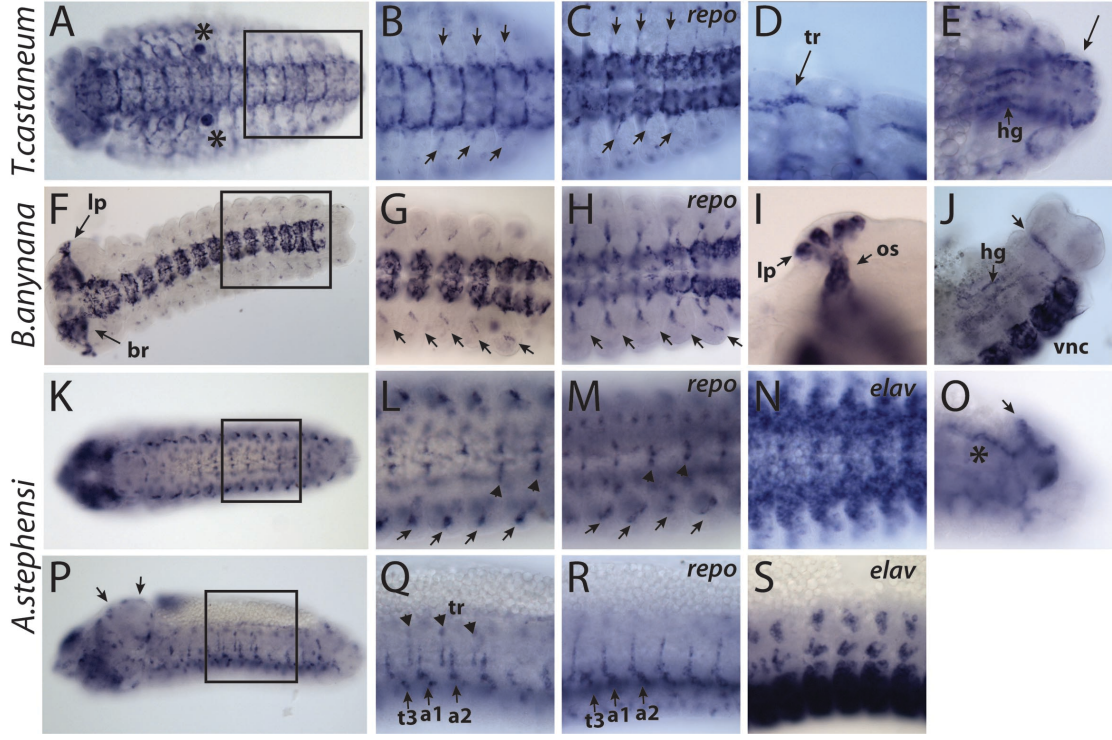 T.castaneum
A
*
*
B
C
repo
D
tr
E
hg
B.anynana
F
lp
br
G
H
repo
I
lp
os
J
hg
vnc
A.stephensi
K
L
M
repo
N
elav
O
*
P
Q
tr
t3 a1 a2
R
repo
t3 a1 a2
S
elav